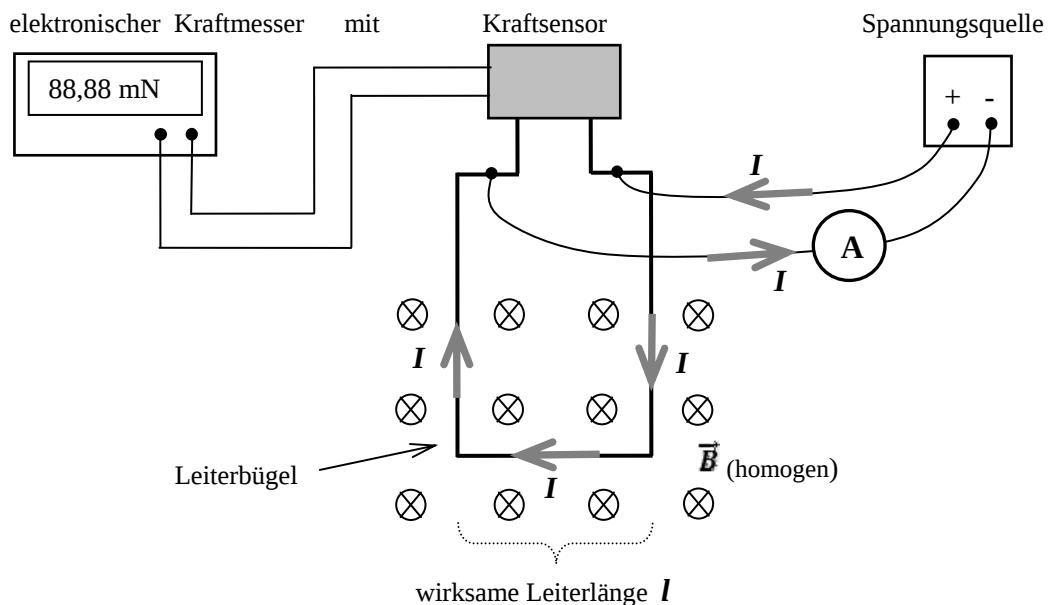 elektronischer Kraftmesser mit Kraftsensor Spannungsquelle
88,88 mN
+ -
I
A
I
I
I
Leiterbügel
B (homogen)
I
wirksame Leiterlänge l